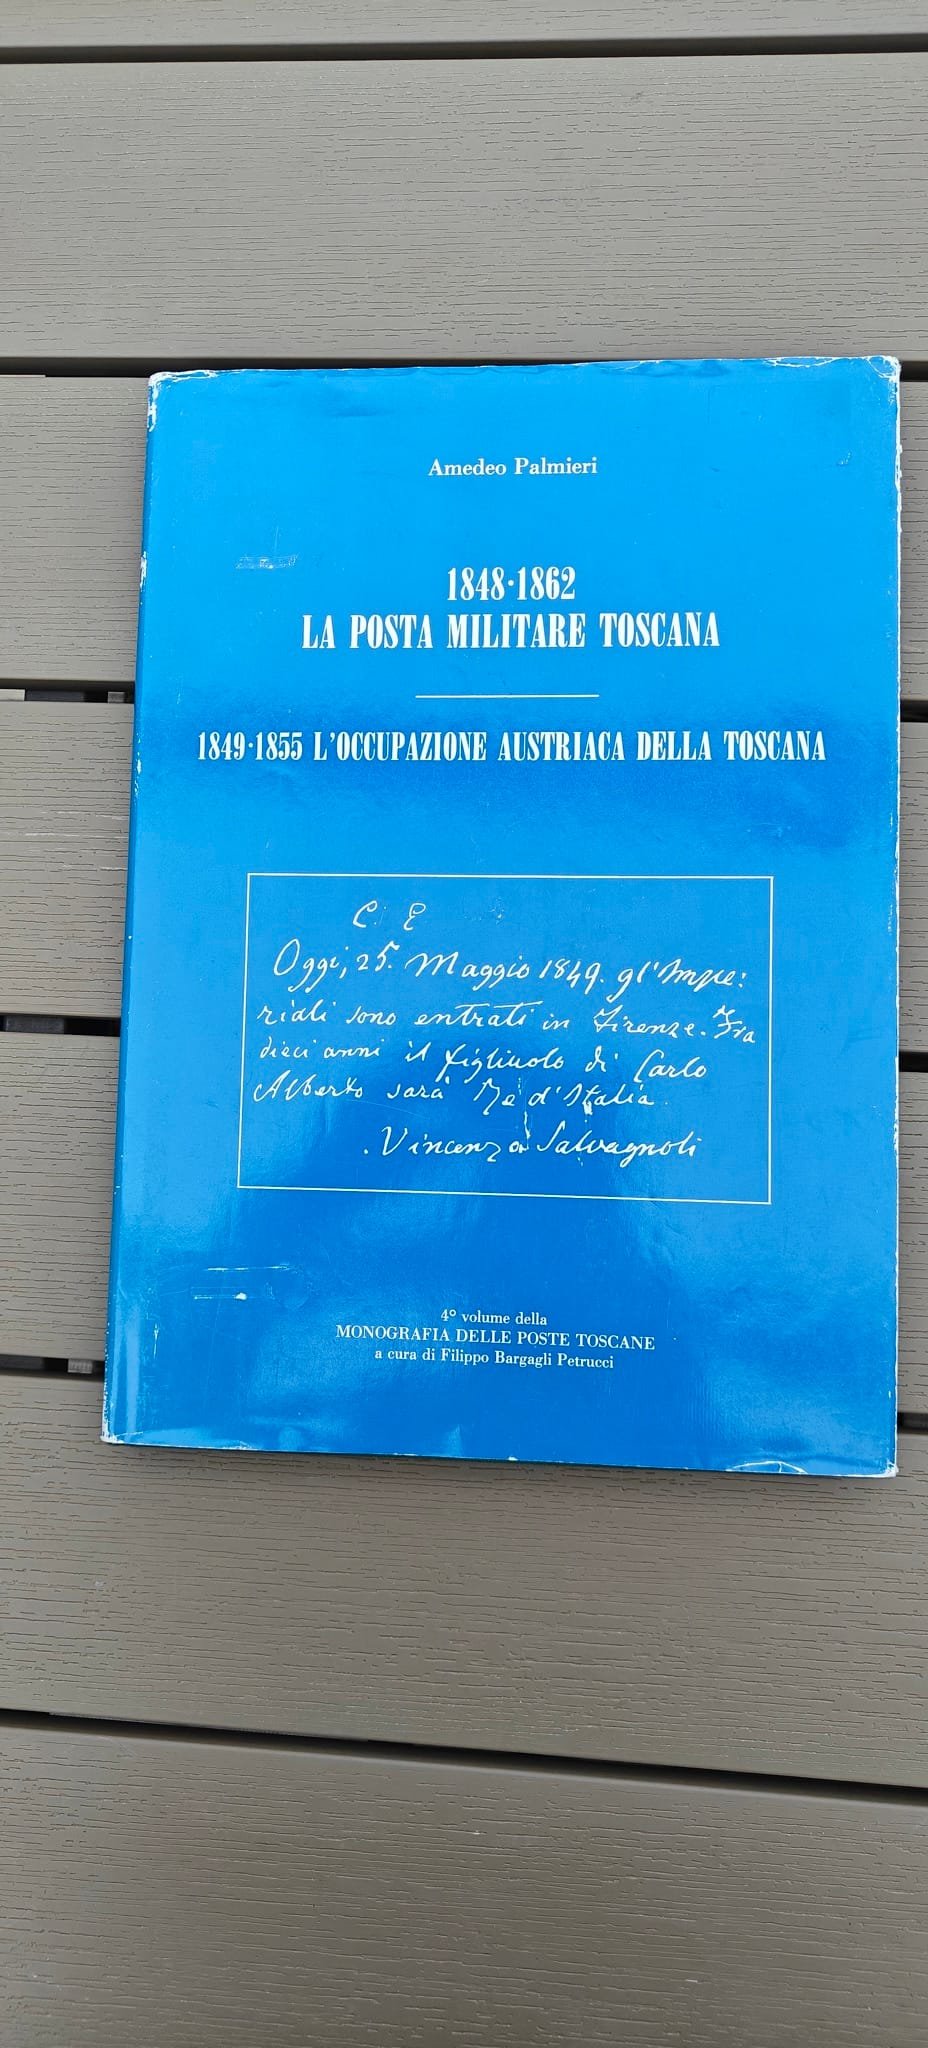 Amedeo Palmieri
1848·1862
LA POSTA MILITARE TOSCANA
1849·1855 L'OCCUPAZIONE AUSTRIACA DELLA TOSCANA
C. E
Oggi, 25. Maggio 1849. gl'Impe:
riali sono entrati in Firenze. Fra
dieci anni il figliuolo di Carlo
Alberto sarà Re d'Italia
Vincenzo Salvagnoli
4° volume della
MONOGRAFIA DELLE POSTE TOSCANE
a cura di Filippo Bargagli Petrucci